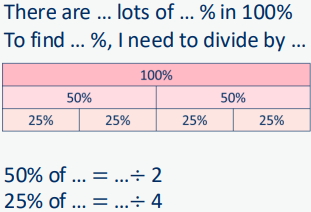 There are ... lots of ... % in 100%
To find ... %, I need to divide by ...
100%
50% 50%
25% 25% 25% 25%
50% of ... = ...÷ 2
25% of ... = ...÷ 4